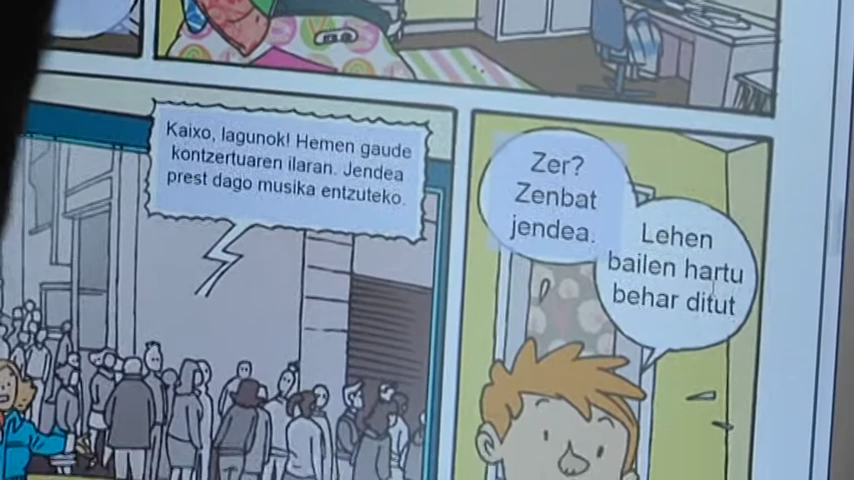 Kaixo, lagunok! Hemen gaude
kontzertuaren ilaran. Jendea
prest dago musika entzuteko.
Zer?
Zenbat
jendea.
Lehen
bailen hartu
behar ditut